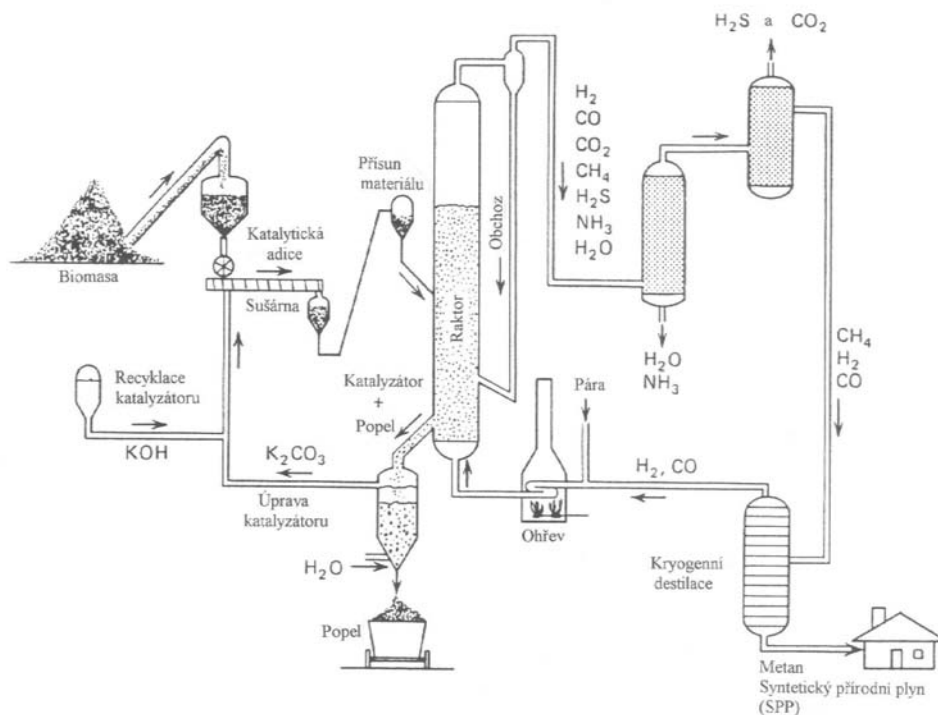 H₂S a CO₂
H₂
CO
CO₂
CH₄
H₂S
NH₃
H₂O
Přísun
materiálu
Obchoz
Katalytická
adice
Biomasa
Sušárna
Raktor
H₂O
NH₃
CH₄
H₂
CO
Recyklace
katalyzátoru
KOH
Katalyzátor
+
Popel
Pára
K₂CO₃
H₂, CO
Úprava
katalyzátoru
Ohřev
Kryogenní
destilace
H₂O
Popel
Metan
Syntetický přírodní plyn
(SPP)